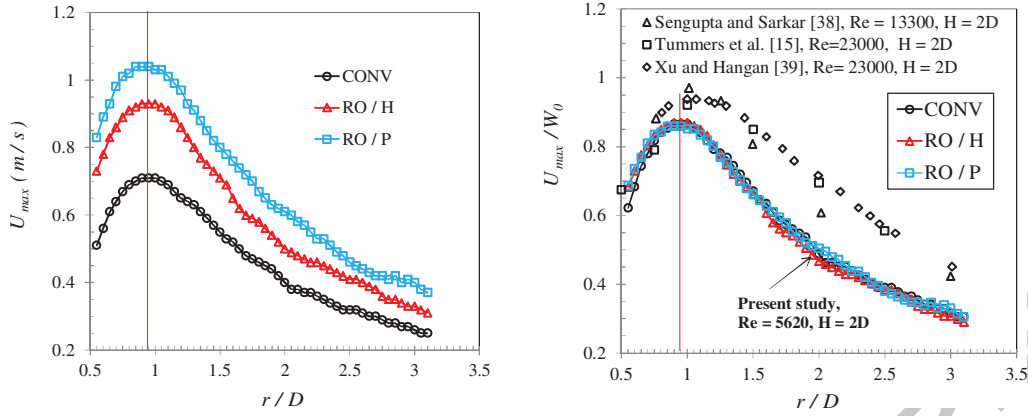 1.2
1
0.8
0.6
0.4
0.2
U_max ( m / s )
CONV
RO / H
RO / P
0.5 1 1.5 2 2.5 3 3.5
r / D
1.2
1
0.8
0.6
0.4
0.2
U_max / W_0
Sengupta and Sarkar [38], Re = 13300, H = 2D
Tummers et al. [15], Re=23000, H = 2D
Xu and Hangan [39], Re= 23000, H = 2D
CONV
RO / H
RO / P
Present study,
Re = 5620, H = 2D
0.5 1 1.5 2 2.5 3 3.5
r / D